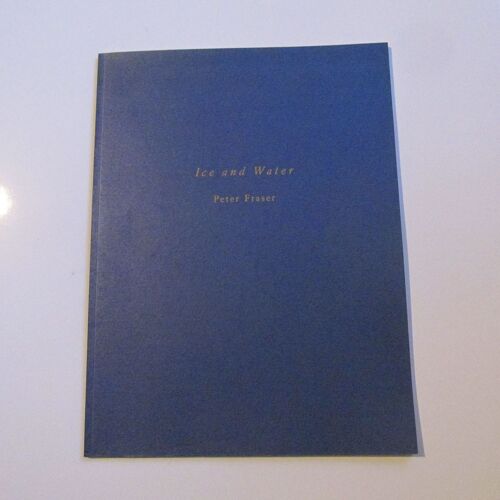 Ice and Water
Peter Fraser